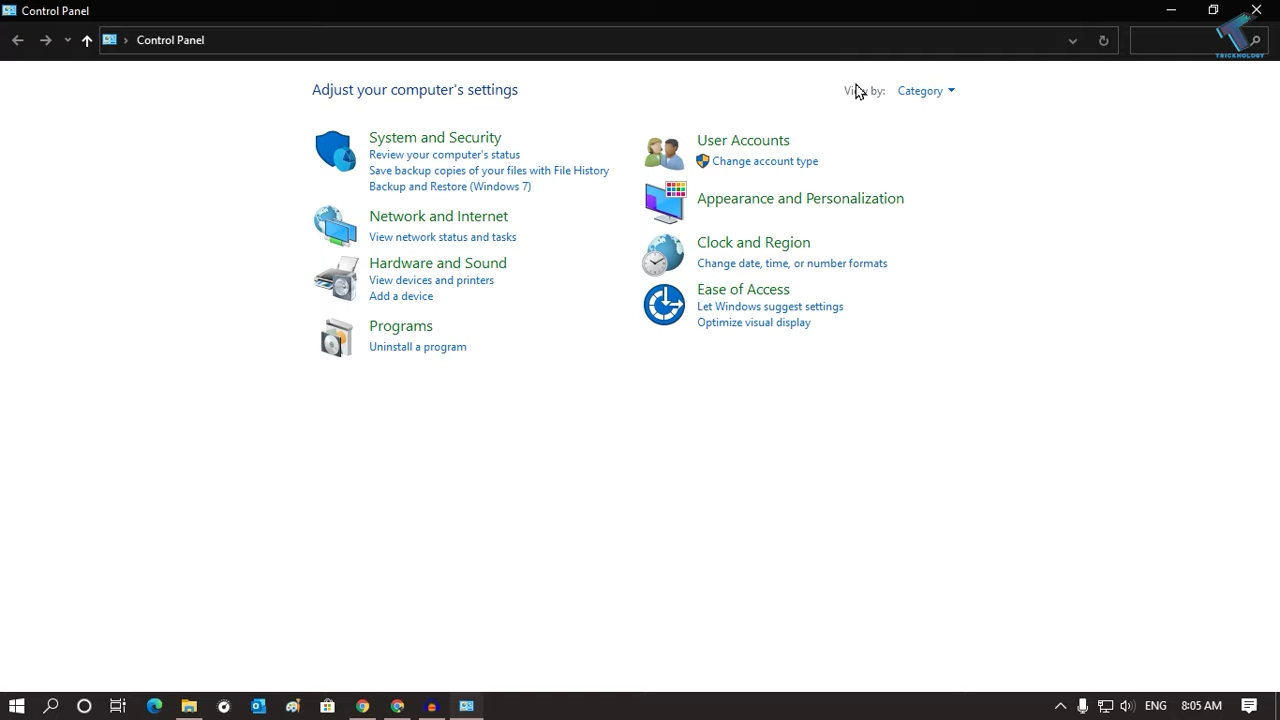 Control Panel
Control Panel
TRICKNOLOGY
Adjust your computer's settings
View by: Category
System and Security
Review your computer's status
Save backup copies of your files with File History
Backup and Restore (Windows 7)
Network and Internet
View network status and tasks
Hardware and Sound
View devices and printers
Add a device
Programs
Uninstall a program
User Accounts
Change account type
Appearance and Personalization
Clock and Region
Change date, time, or number formats
Ease of Access
Let Windows suggest settings
Optimize visual display
ENG 8:05 AM